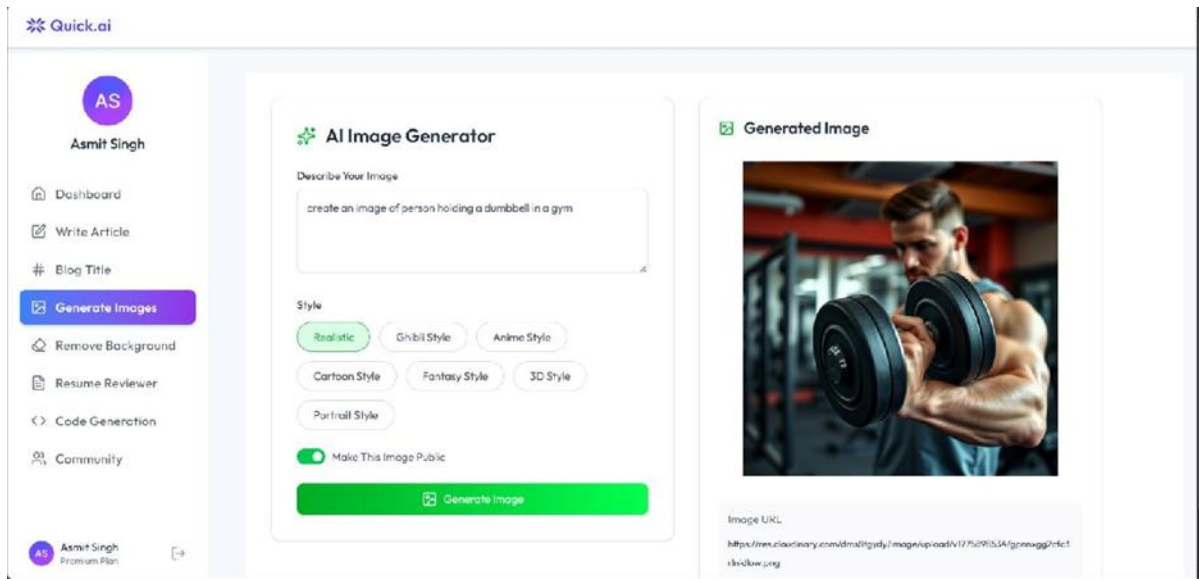 Quick.ai
AS
Asmit Singh
Dashboard
Write Article
Blog Title
Generate Images
Remove Background
Resume Reviewer
Code Generation
Community
AS
Asmit Singh
Premium Plan
AI Image Generator
Describe Your Image
create an image of person holding a dumbbell in a gym
Style
Realistic
Ghibli Style
Anime Style
Cartoon Style
Fantasy Style
3D Style
Portrait Style
Make This Image Public
Generate Image
Generated Image
Image URL